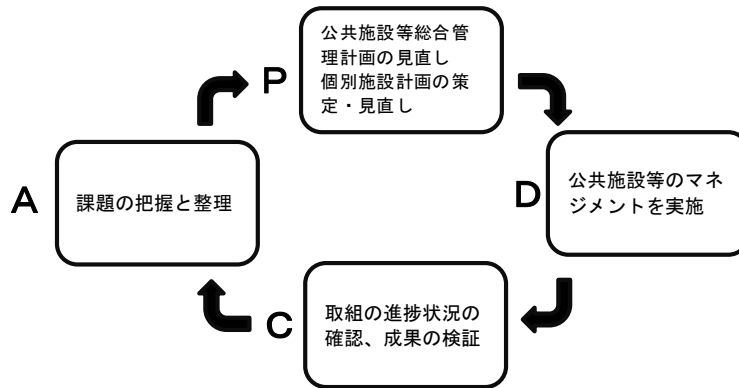 P
公共施設等総合管
理計画の見直し
個別施設計画の策
定・見直し
D
公共施設等のマネ
ジメントを実施
C
取組の進捗状況の
確認、成果の検証
A
課題の把握と整理